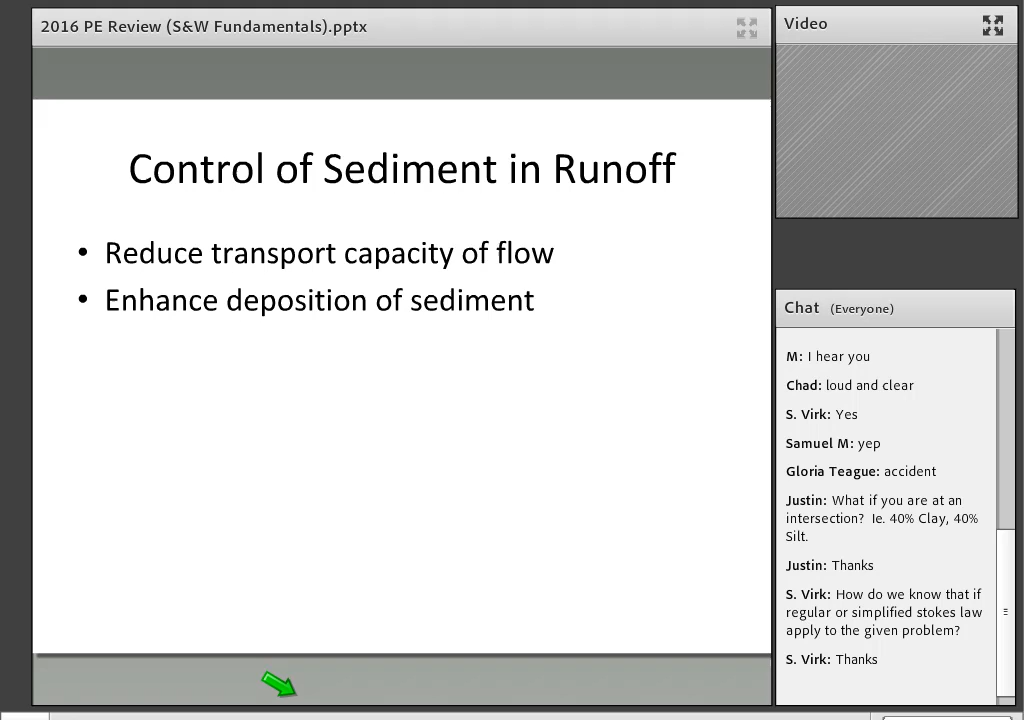 2016 PE Review (S&W Fundamentals).pptx
Control of Sediment in Runoff
• Reduce transport capacity of flow
• Enhance deposition of sediment
Video
Chat (Everyone)
M: I hear you
Chad: loud and clear
S. Virk: Yes
Samuel M: yep
Gloria Teague: accident
Justin: What if you are at an
intersection? Ie. 40% Clay, 40%
Silt.
Justin: Thanks
S. Virk: How do we know that if
regular or simplified stokes law
apply to the given problem?
S. Virk: Thanks